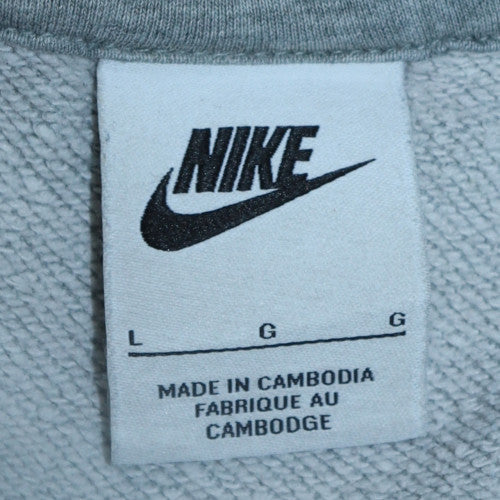 NIKE
L G G
MADE IN CAMBODIA
FABRIQUE AU
CAMBODGE